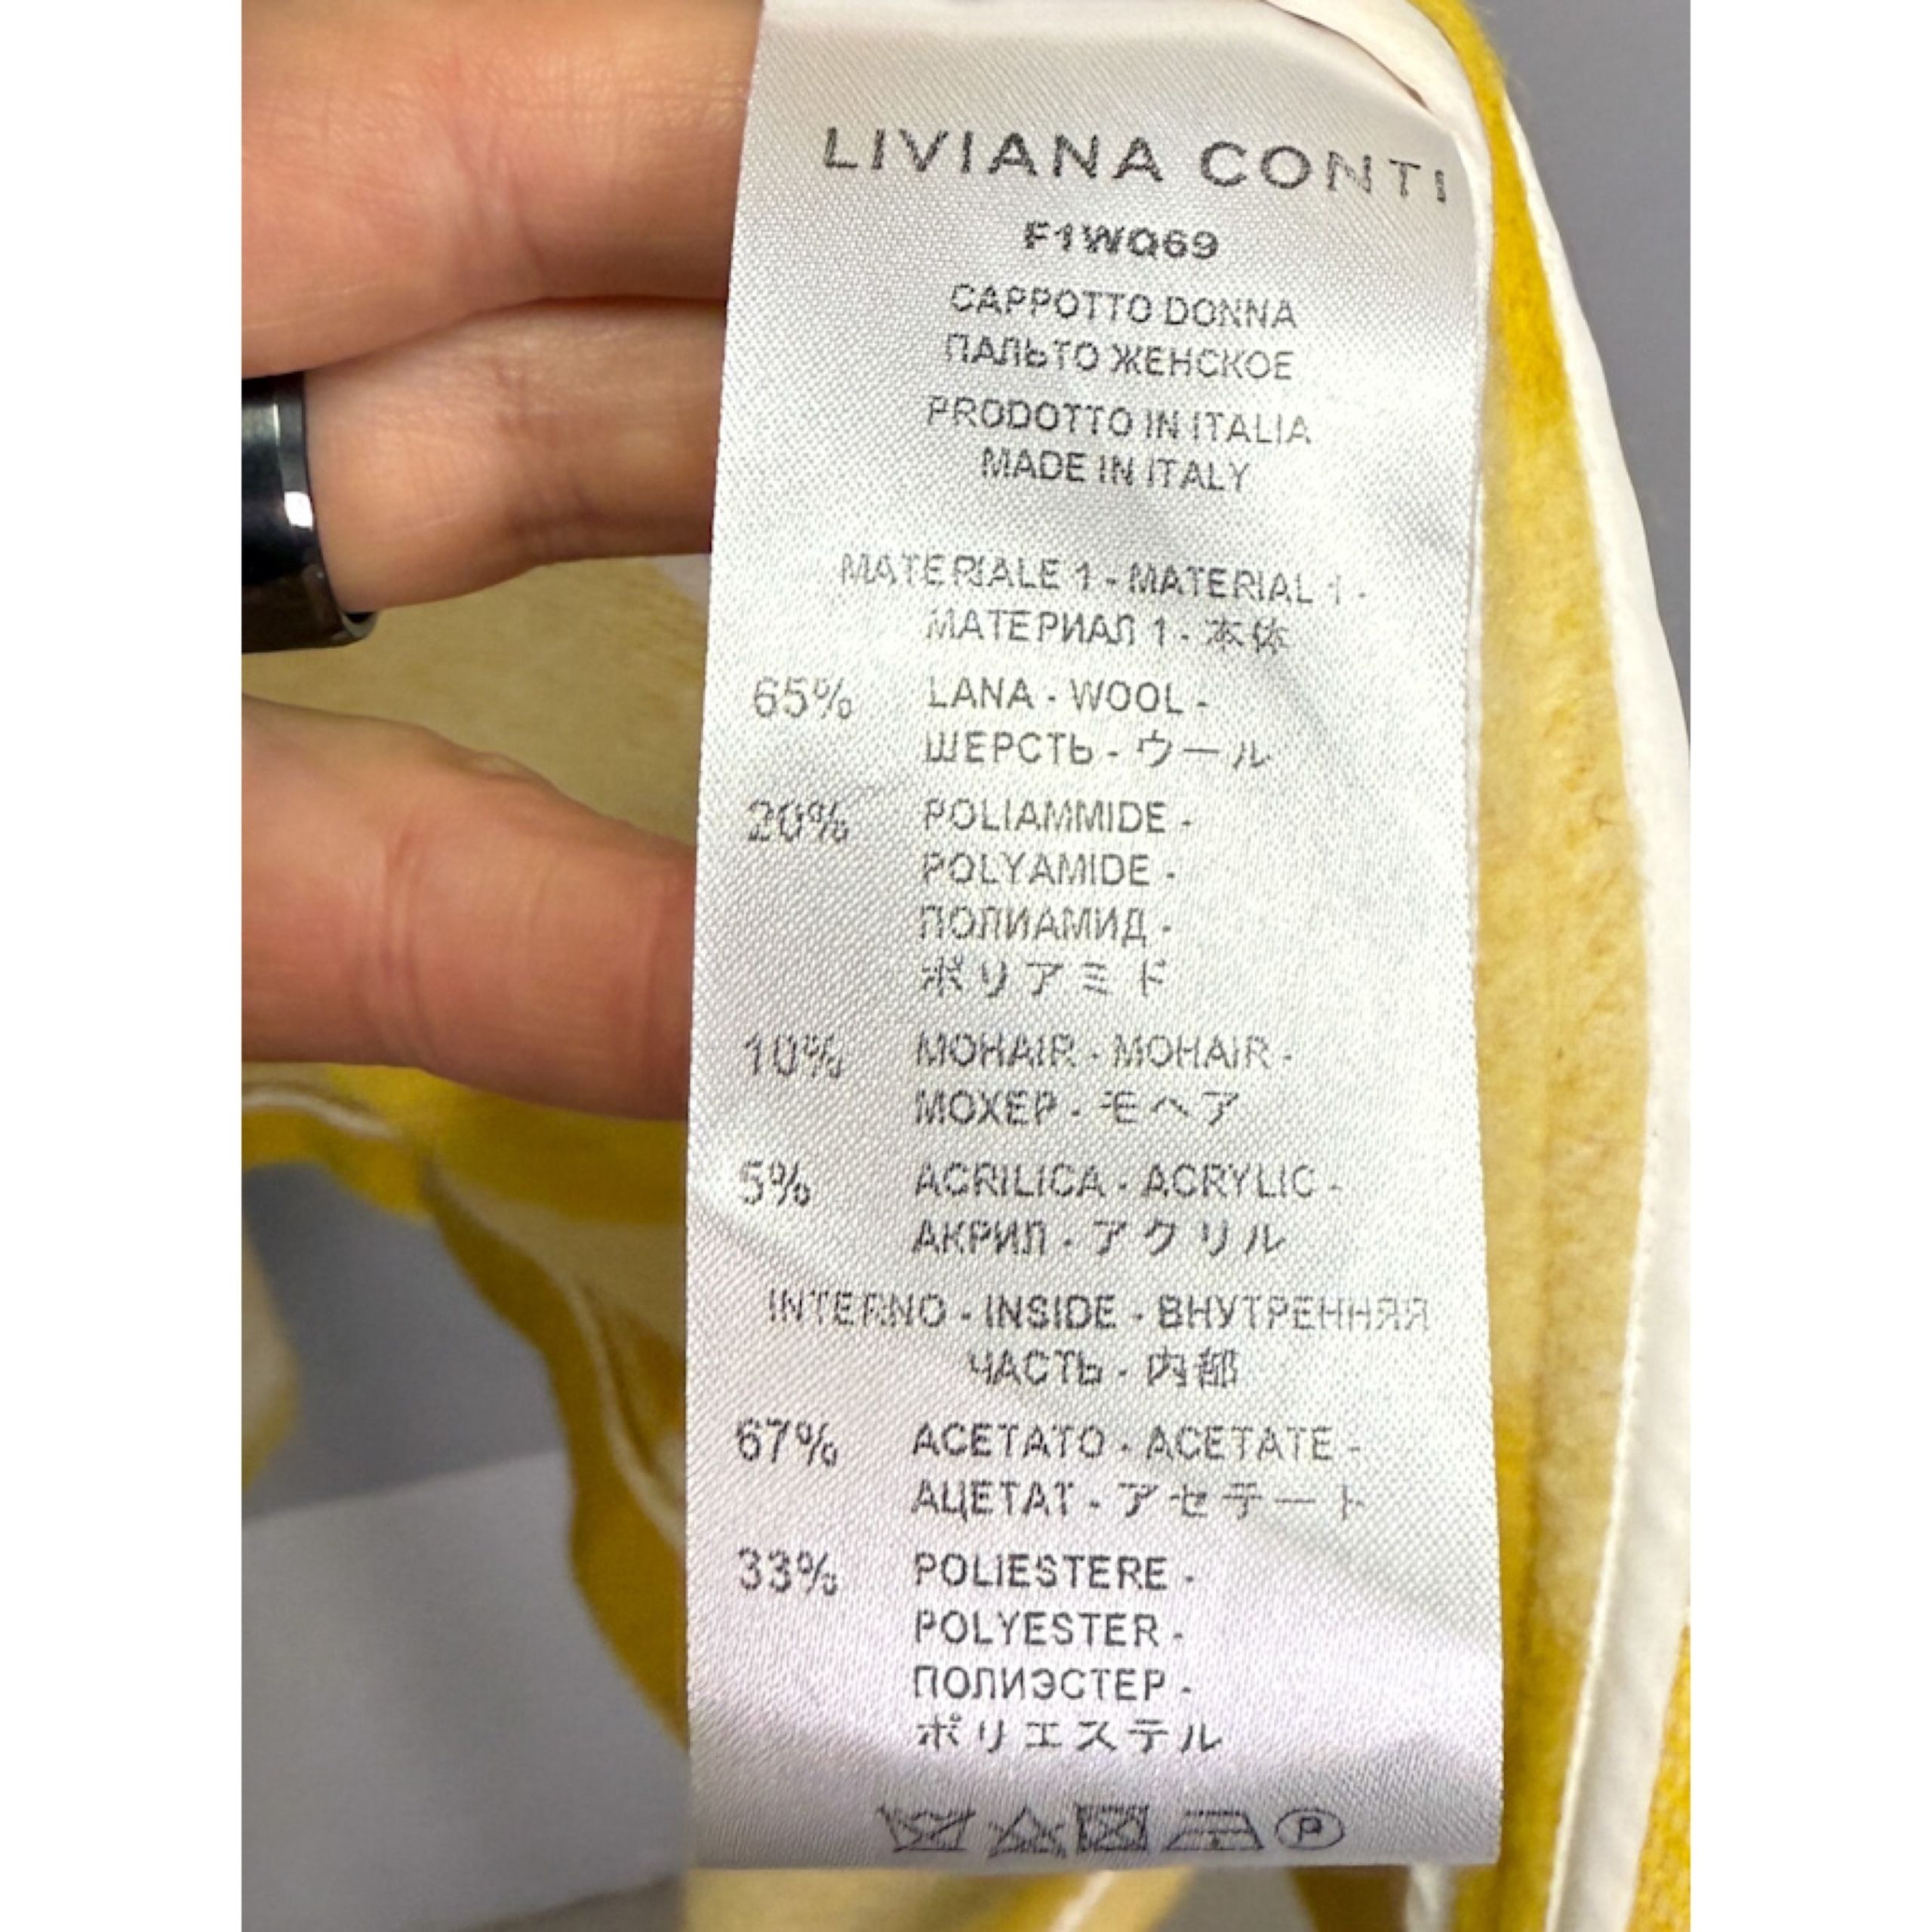 LIVIANA CONTI
F1WQ69
CAPPOTTO DONNA
ПАЛЬТО ЖЕНСКОЕ
PRODOTTO IN ITALIA
MADE IN ITALY
MATERIALE 1 - MATERIAL 1 -
МАТЕРИАЛ 1 - 本体
65% LANA - WOOL -
ШЕРСТЬ - ウール
20% POLIAMMIDE -
POLYAMIDE -
ПОЛИАМИД -
ポリアミド
10% MOHAIR - MOHAIR -
МОХЕР - モヘア
5% ACRILICA - ACRYLIC -
АКРИЛ - アクリル
INTERNO - INSIDE - ВНУТРЕННЯЯ
ЧАСТЬ - 内部
67% ACETATO - ACETATE -
АЦЕТАТ - アセテート
33% POLIESTERE -
POLYESTER -
ПОЛИЭСТЕР -
ポリエステル
P